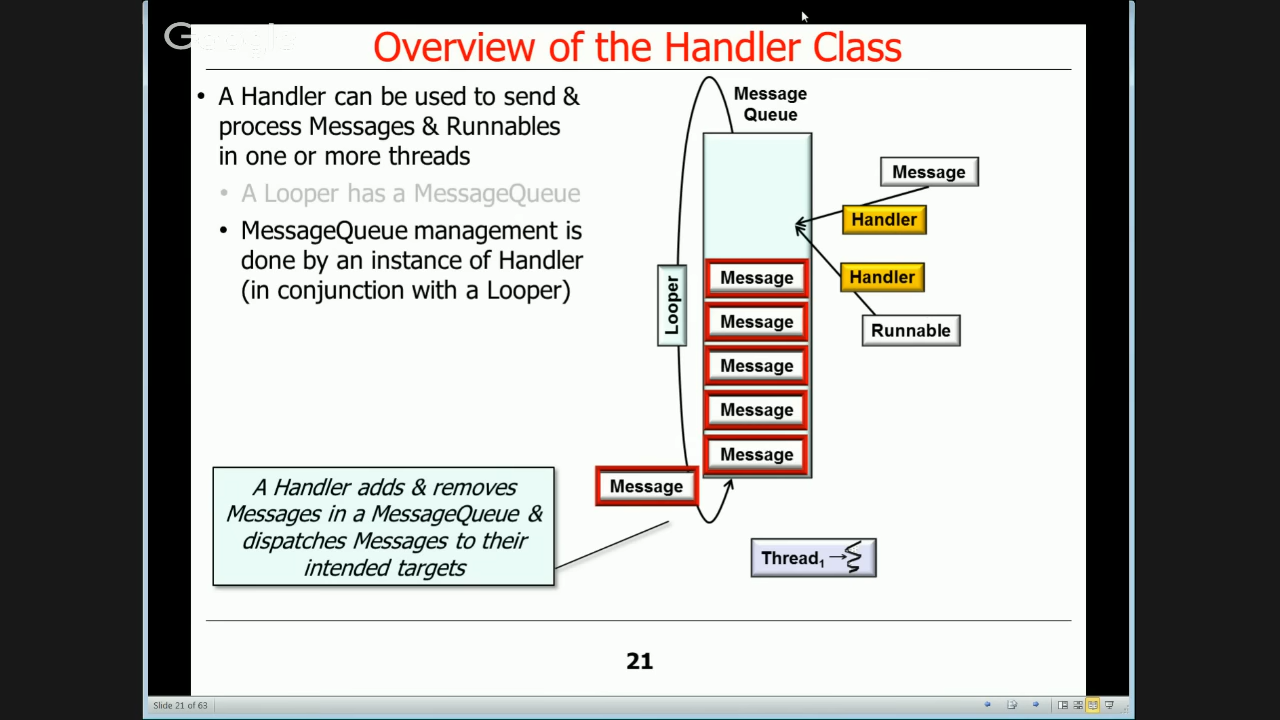 Google
Overview of the Handler Class
• A Handler can be used to send &
process Messages & Runnables
in one or more threads
• A Looper has a MessageQueue
• MessageQueue management is
done by an instance of Handler
(in conjunction with a Looper)
Message
Queue
Message
Handler
Handler
Runnable
Looper
Message
Message
Message
Message
Message
Message
A Handler adds & removes
Messages in a MessageQueue &
dispatches Messages to their
intended targets
Thread1
21
Slide 21 of 63